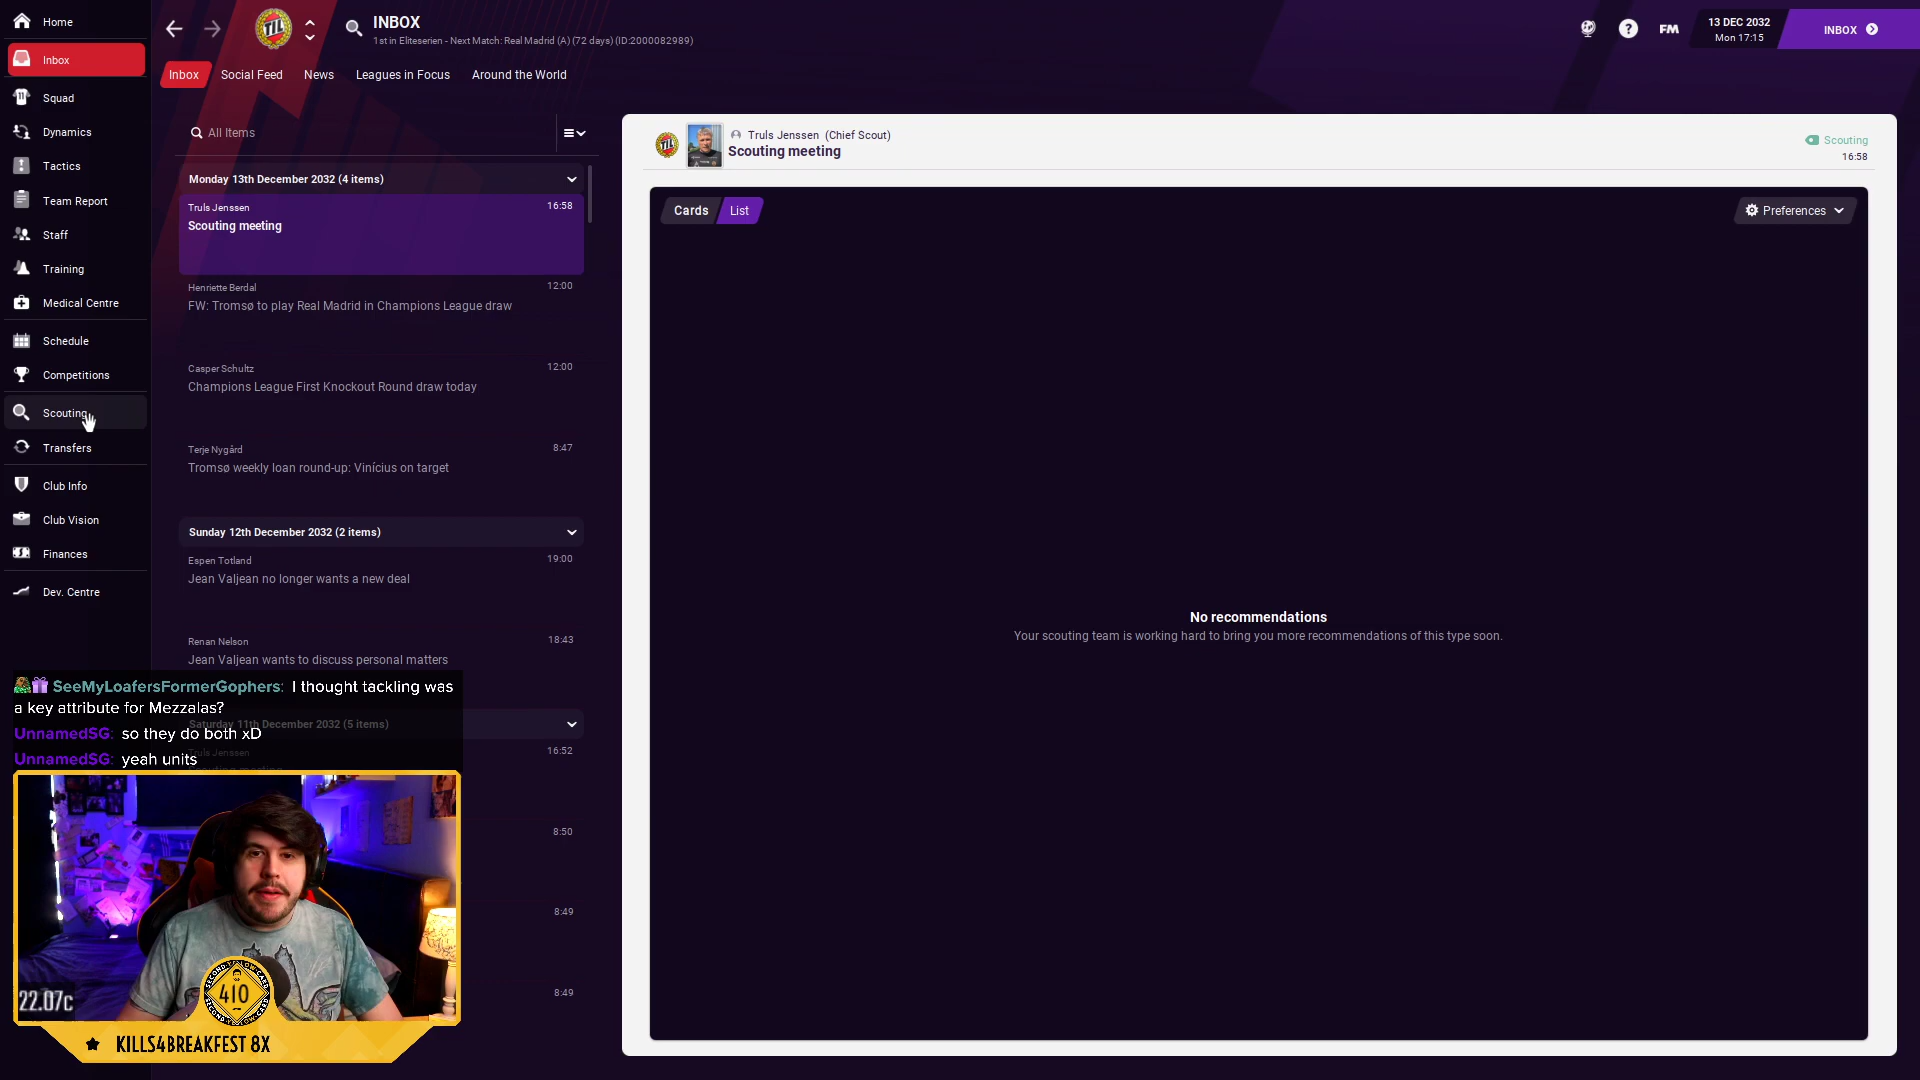 Home
Inbox
Squad
Dynamics
Tactics
Team Report
Staff
Training
Medical Centre
Schedule
Competitions
Scouting
Transfers
Club Info
Club Vision
Finances
Dev. Centre
TIL
INBOX
1st in Eliteserien - Next Match: Real Madrid (A) (72 days) (ID:2000082989)
FM
13 DEC 2032
Mon 17:15
INBOX
Inbox
Social Feed
News
Leagues in Focus
Around the World
All Items
Monday 13th December 2032 (4 items)
Truls Jenssen
16:58
Scouting meeting
Henriette Berdal
12:00
FW: Tromsø to play Real Madrid in Champions League draw
Casper Schultz
12:00
Champions League First Knockout Round draw today
Terje Nygård
8:47
Tromsø weekly loan round-up: Vinícius on target
Sunday 12th December 2032 (2 items)
Espen Totland
19:00
Jean Valjean no longer wants a new deal
Renan Nelson
18:43
Jean Valjean wants to discuss personal matters
Saturday 11th December 2032 (5 items)
Truls Jenssen
16:52
Scouting meeting
8:50
8:49
8:49
TIL
Truls Jenssen (Chief Scout)
Scouting meeting
Scouting
16:58
Cards
List
Preferences
No recommendations
Your scouting team is working hard to bring you more recommendations of this type soon.
SeeMyLoafersFormerGophers: I thought tackling was
a key attribute for Mezzalas?
UnnamedSG: so they do both xD
UnnamedSG: yeah units
22.07c
SECOND YELLOW CARD
410
KILLS4BREAKFEST 8X